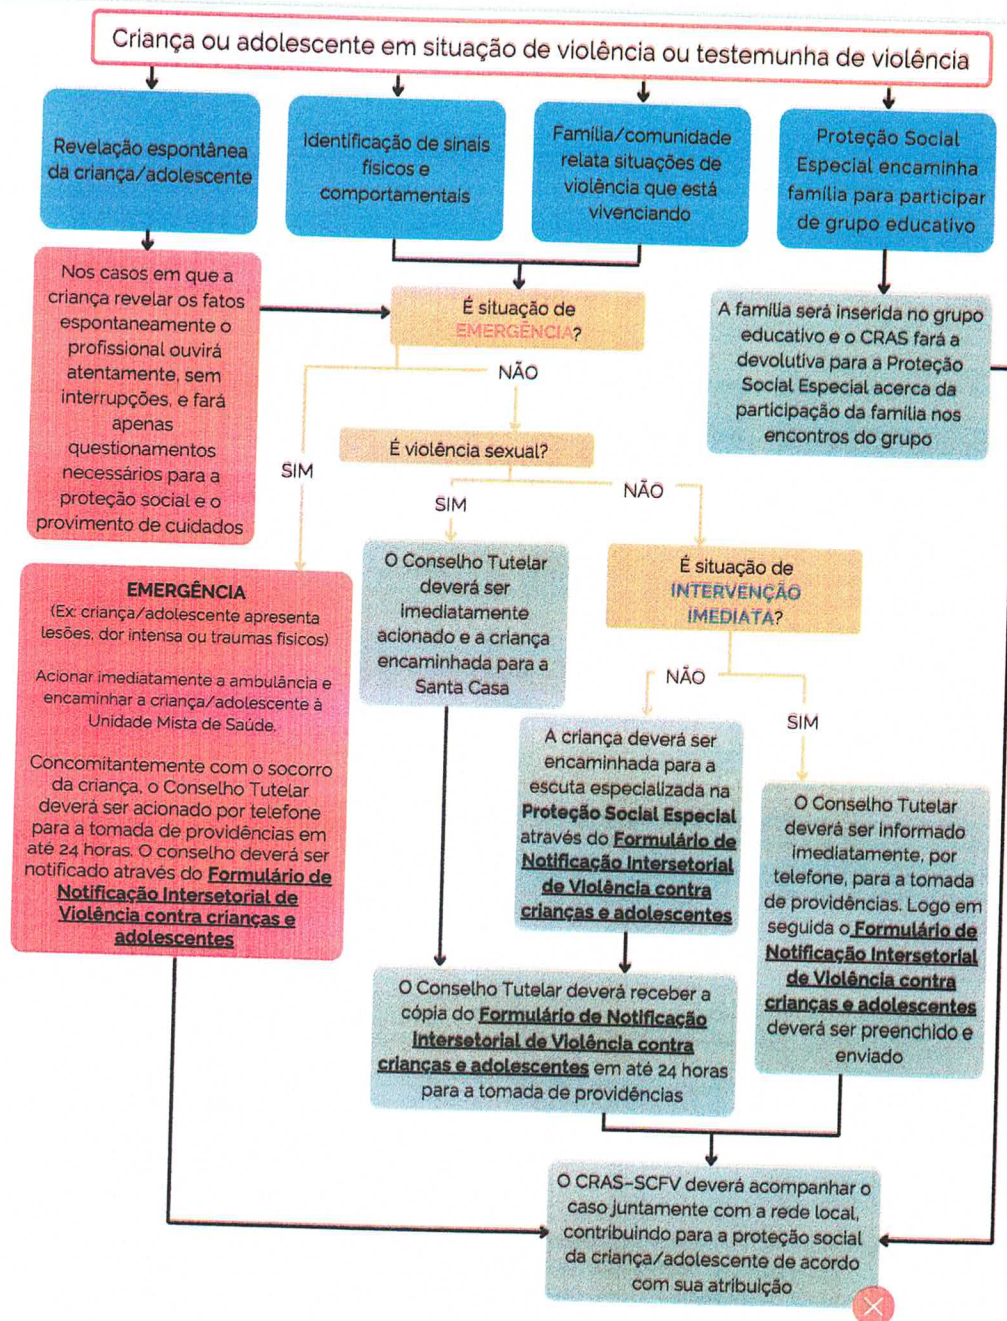 Criança ou adolescente em situação de violência ou testemunha de violência
Revelação espontânea
da criança/adolescente
Identificação de sinais
físicos e
comportamentais
Família/comunidade
relata situações de
violência que está
vivenciando
Proteção Social
Especial encaminha
família para participar
de grupo educativo
Nos casos em que a
criança revelar os fatos
espontaneamente o
profissional ouvirá
atentamente, sem
interrupções, e fará
apenas
questionamentos
necessários para a
proteção social e o
provimento de cuidados
É situação de
EMERGÊNCIA?
A família será inserida no grupo
educativo e o CRAS fará a
devolutiva para a Proteção
Social Especial acerca da
participação da família nos
encontros do grupo
NÃO
SIM
É violência sexual?
SIM
NÃO
EMERGÊNCIA
(Ex: criança/adolescente apresenta
lesões, dor intensa ou traumas físicos)
Acionar imediatamente a ambulância e
encaminhar a criança/adolescente à
Unidade Mista de Saúde.
Concomitantemente com o socorro
da criança, o Conselho Tutelar
deverá ser acionado por telefone
para a tomada de providências em
até 24 horas. O conselho deverá ser
notificado através do Formulário de
Notificação Intersetorial de
Violência contra crianças e
adolescentes
O Conselho Tutelar
deverá ser
imediatamente
acionado e a criança
encaminhada para a
Santa Casa
É situação de
INTERVENÇÃO
IMEDIATA?
NÃO
SIM
A criança deverá ser
encaminhada para a
escuta especializada na
Proteção Social Especial
através do Formulário de
Notificação Intersetorial
de Violência contra
crianças e adolescentes
O Conselho Tutelar
deverá ser informado
imediatamente, por
telefone, para a tomada
de providências. Logo em
seguida o Formulário de
Notificação Intersetorial
de Violência contra
crianças e adolescentes
deverá ser preenchido e
enviado
O Conselho Tutelar deverá receber a
cópia do Formulário de Notificação
Intersetorial de Violência contra
crianças e adolescentes em até 24 horas
para a tomada de providências
O CRAS-SCFV deverá acompanhar o
caso juntamente com a rede local,
contribuindo para a proteção social
da criança/adolescente de acordo
com sua atribuição